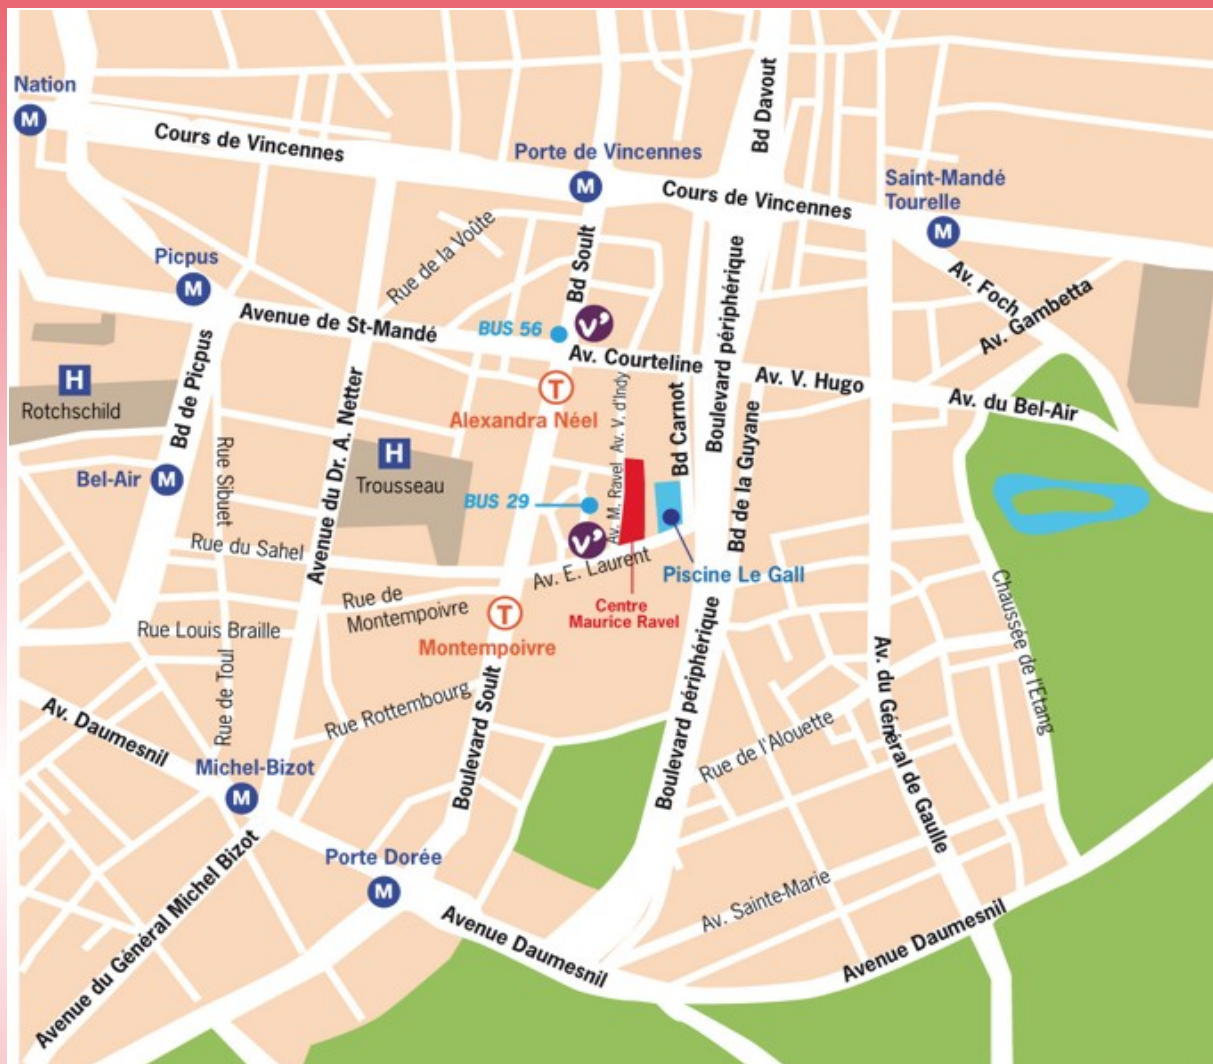 Nation
M
Cours de Vincennes
Porte de Vincennes
M
Bd Davout
Cours de Vincennes
Saint-Mandé
Tourelle
M
Picpus
M
Rue de la Voûte
Bd Soult
Boulevard périphérique
Av. Foch
Av. Gambetta
Avenue de St-Mandé
BUS 56
v'
Av. Courteline
Av. V. Hugo
Av. du Bel-Air
H
Rotchschild
Bd de Picpus
Avenue du Dr. A. Netter
T
Alexandra Néel
Av. V. d'Indy
Bd Carnot
Bd de la Guyane
Bel-Air
M
Rue Sibuet
H
Trousseau
BUS 29
v'
Av. M. Ravel
Rue du Sahel
Av. E. Laurent
Piscine Le Gall
Centre
Maurice Ravel
Rue de
Montempoivre
T
Montempoivre
Rue Louis Braille
Rue de Toul
Rue Rottembourg
Boulevard Soult
Boulevard périphérique
Rue de l'Alouette
Av. du Général de Gaulle
Chaussée de l'Etang
Av. Daumesnil
Michel-Bizot
M
Avenue du Général Michel Bizot
Porte Dorée
M
Avenue Daumesnil
Av. Sainte-Marie
Avenue Daumesnil